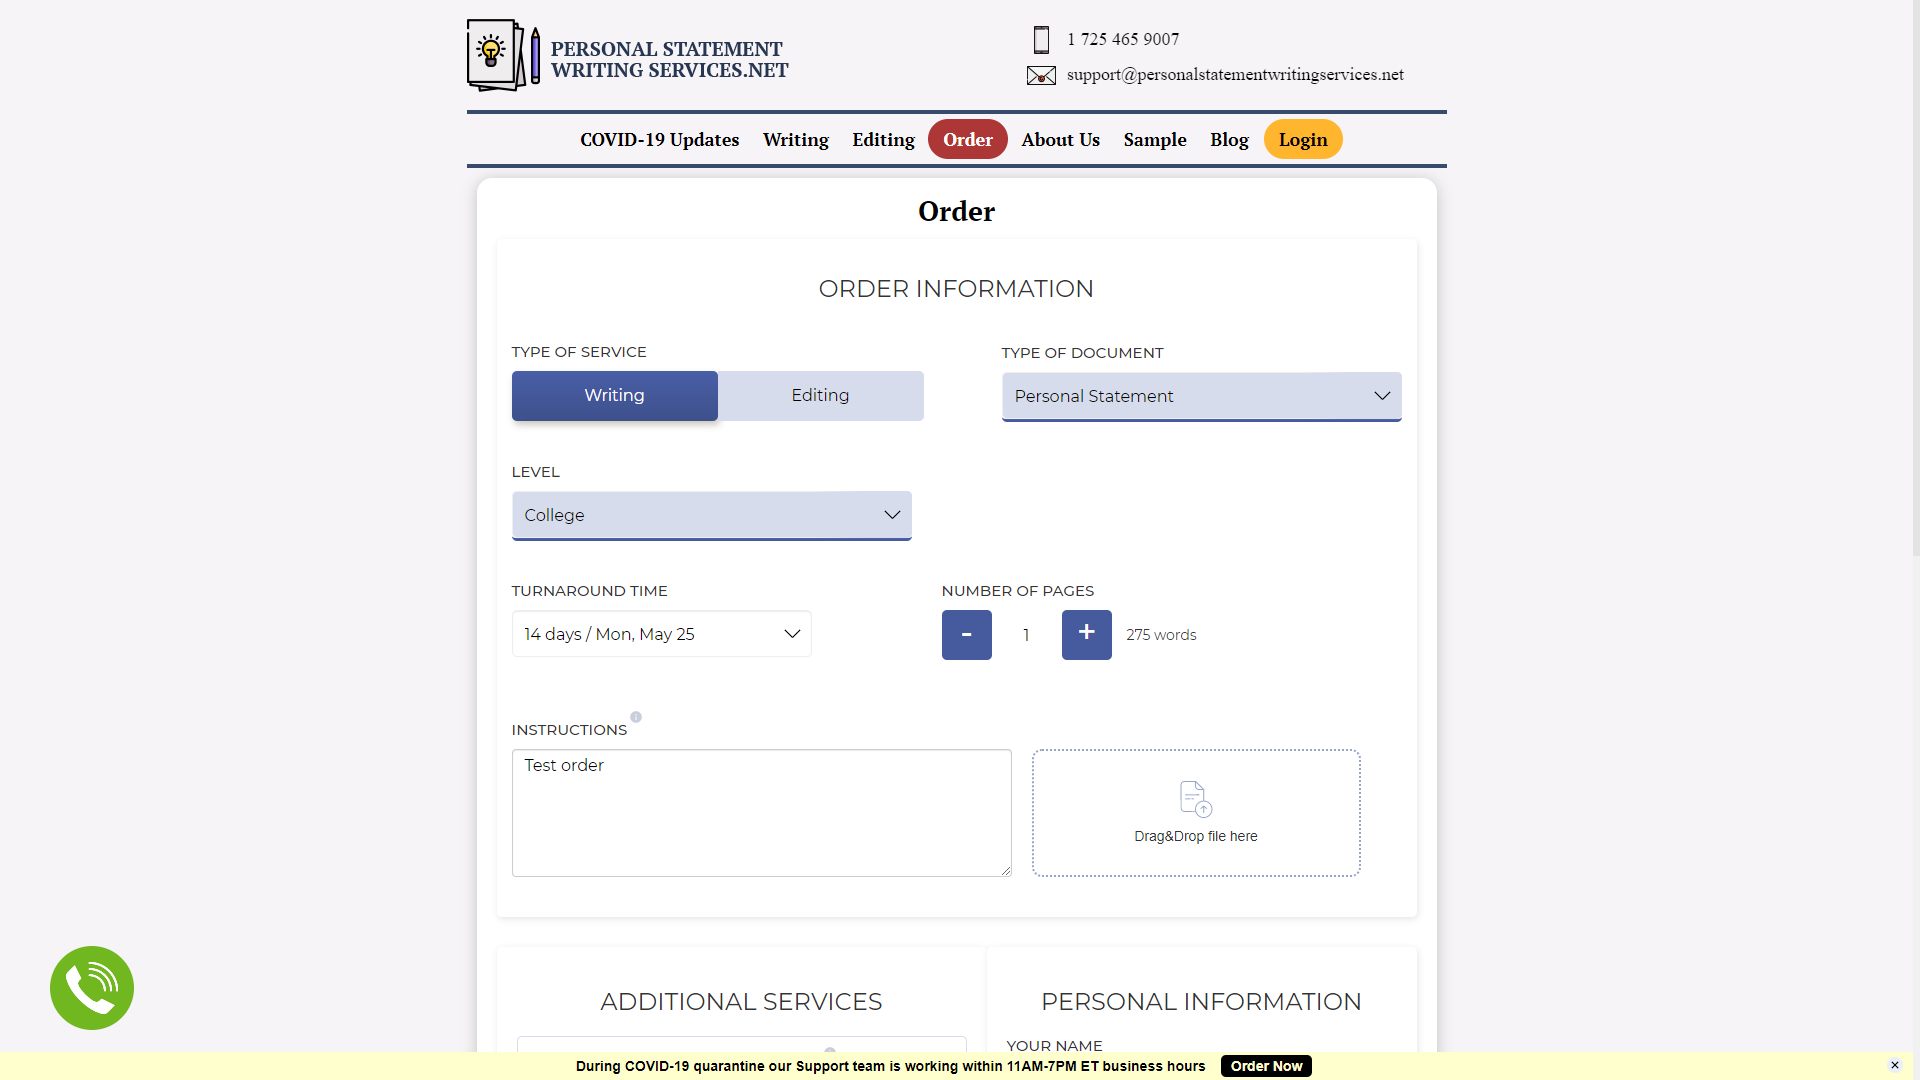 PERSONAL STATEMENT
WRITING SERVICES.NET
1 725 465 9007
support@personalstatementwritingservices.net
COVID-19 Updates Writing Editing Order About Us Sample Blog Login
Order
ORDER INFORMATION
TYPE OF SERVICE
Writing Editing
TYPE OF DOCUMENT
Personal Statement
LEVEL
College
TURNAROUND TIME
14 days / Mon, May 25
NUMBER OF PAGES
- 1 + 275 words
INSTRUCTIONS
Test order
Drag&Drop file here
ADDITIONAL SERVICES
PERSONAL INFORMATION
YOUR NAME
During COVID-19 quarantine our Support team is working within 11AM-7PM ET business hours Order Now